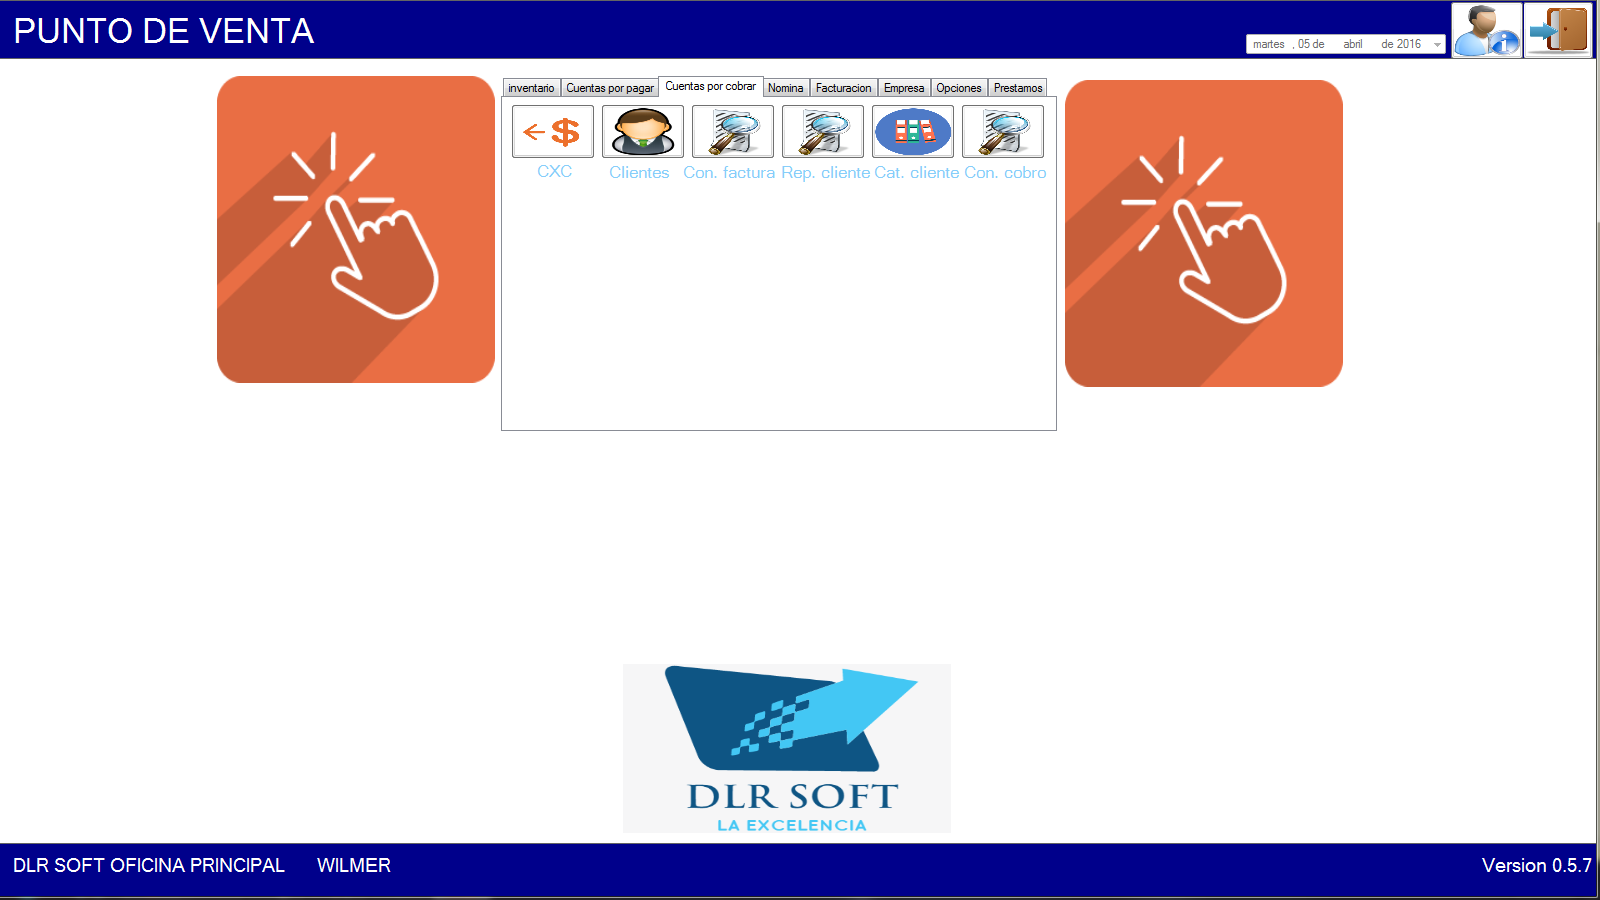 PUNTO DE VENTA
martes , 05 de abril de 2016
inventario Cuentas por pagar Cuentas por cobrar Nomina Facturacion Empresa Opciones Prestamos
CXC Clientes Con. factura Rep. cliente Cat. cliente Con. cobro
DLR SOFT
LA EXCELENCIA
DLR SOFT OFICINA PRINCIPAL WILMER Version 0.5.7